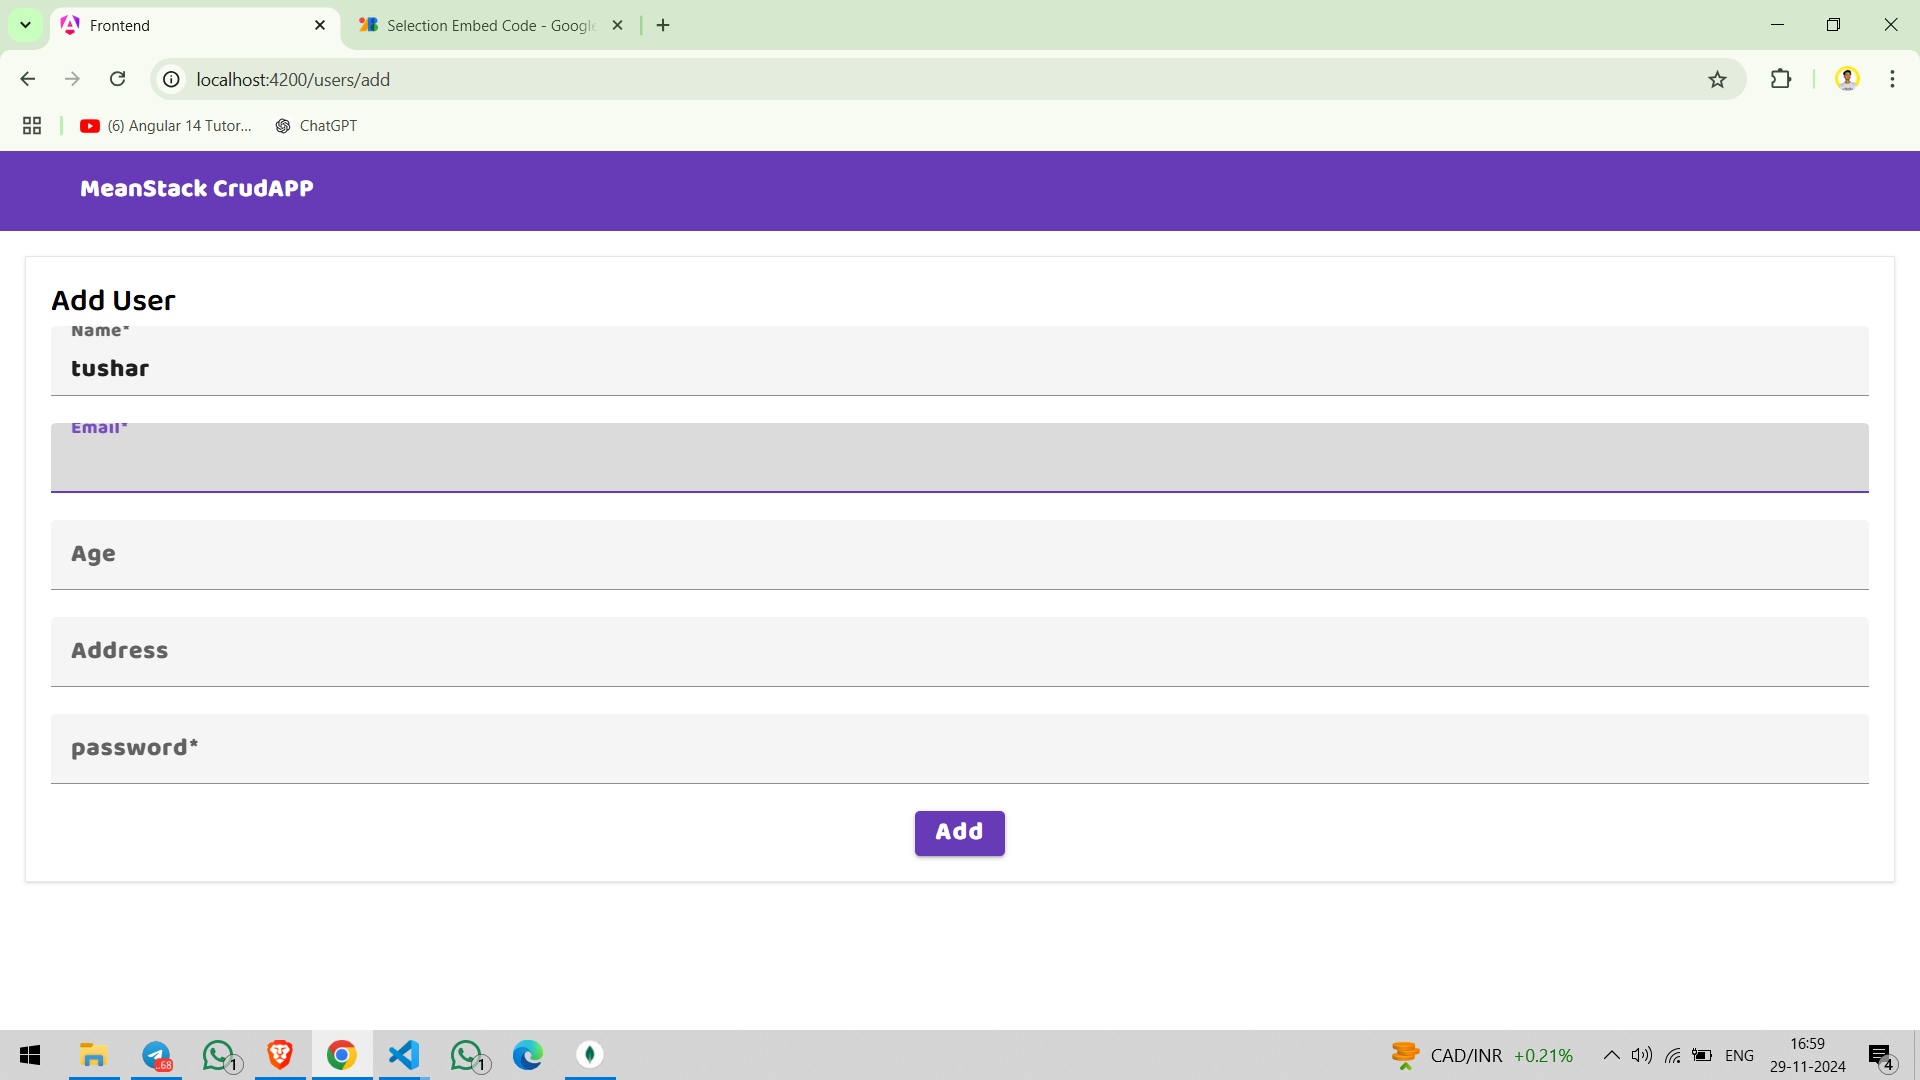 Frontend
Selection Embed Code - Google
localhost:4200/users/add
(6) Angular 14 Tutor...
ChatGPT
MeanStack CrudAPP
Add User
Name*
tushar
Email*
Age
Address
password*
Add
..68
1
1
CAD/INR +0.21%
ENG
16:59
29-11-2024
4